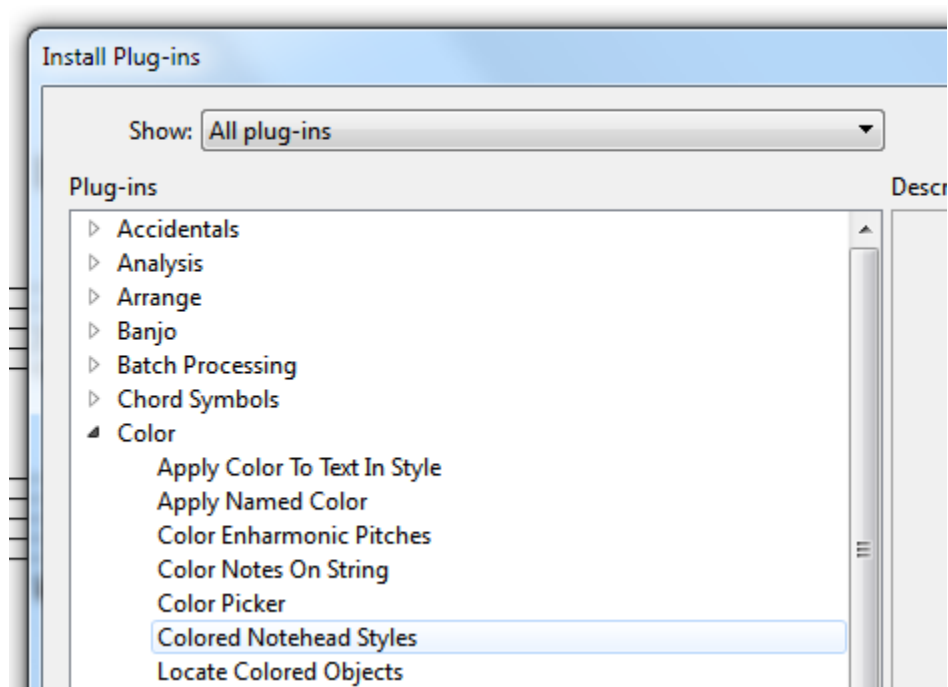 Install Plug-ins
Show: All plug-ins
Plug-ins
Descr
Accidentals
Analysis
Arrange
Banjo
Batch Processing
Chord Symbols
Color
Apply Color To Text In Style
Apply Named Color
Color Enharmonic Pitches
Color Notes On String
Color Picker
Colored Notehead Styles
Locate Colored Objects